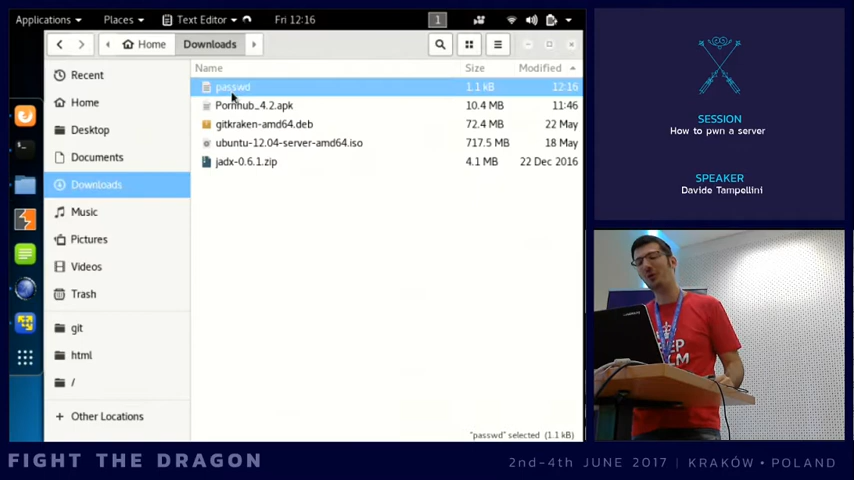 Applications Places Text Editor Fri 12:16 1
Home Downloads
Recent
Home
Desktop
Documents
Downloads
Music
Pictures
Videos
Trash
git
html
/
Other Locations
Name Size Modified
passwd 1.1 kB 12:16
Pornhub_4.2.apk 10.4 MB 11:46
gitkraken-amd64.deb 72.4 MB 22 May
ubuntu-12.04-server-amd64.iso 717.5 MB 18 May
jadx-0.6.1.zip 4.1 MB 22 Dec 2016
"passwd" selected (1.1 kB)
SESSION
How to pwn a server
SPEAKER
Davide Tampellini
FIGHT THE DRAGON
2nd-4th JUNE 2017 | KRAKÓW • POLAND